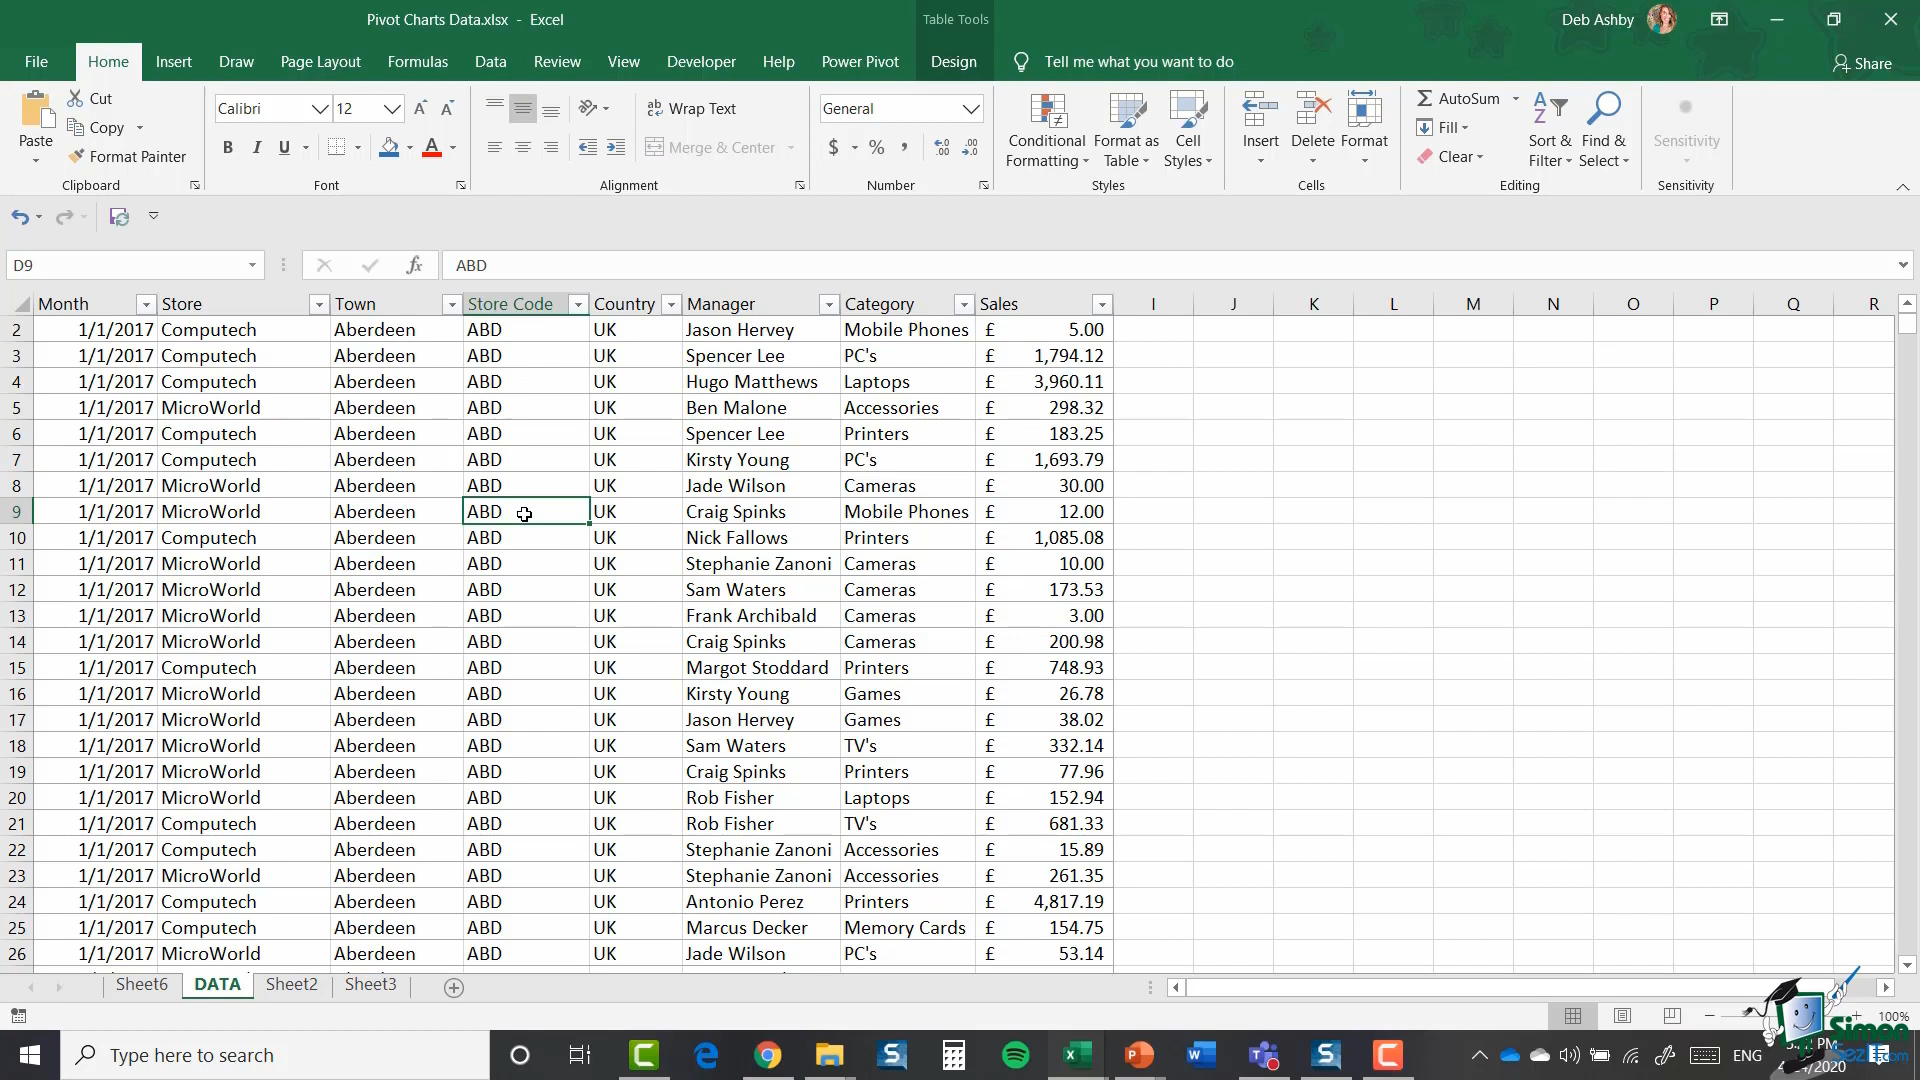 Pivot Charts Data.xlsx - Excel
Table Tools
Deb Ashby
File Home Insert Draw Page Layout Formulas Data Review View Developer Help Power Pivot Design Tell me what you want to do Share
Paste
Cut
Copy
Format Painter
Clipboard
Calibri 12
B I U A
Font
Wrap Text
Merge & Center
Alignment
General
$ % ,
Number
Conditional Formatting
Format as Table
Cell Styles
Styles
Insert Delete Format
Cells
AutoSum
Fill
Clear
Sort & Filter
Find & Select
Editing
Sensitivity
Sensitivity
D9 fx ABD
Month Store Town Store Code Country Manager Category Sales I J K L M N O P Q R
2 1/1/2017 Computech Aberdeen ABD UK Jason Hervey Mobile Phones £ 5.00
3 1/1/2017 Computech Aberdeen ABD UK Spencer Lee PC's £ 1,794.12
4 1/1/2017 Computech Aberdeen ABD UK Hugo Matthews Laptops £ 3,960.11
5 1/1/2017 MicroWorld Aberdeen ABD UK Ben Malone Accessories £ 298.32
6 1/1/2017 Computech Aberdeen ABD UK Spencer Lee Printers £ 183.25
7 1/1/2017 Computech Aberdeen ABD UK Kirsty Young PC's £ 1,693.79
8 1/1/2017 MicroWorld Aberdeen ABD UK Jade Wilson Cameras £ 30.00
9 1/1/2017 MicroWorld Aberdeen ABD UK Craig Spinks Mobile Phones £ 12.00
10 1/1/2017 Computech Aberdeen ABD UK Nick Fallows Printers £ 1,085.08
11 1/1/2017 MicroWorld Aberdeen ABD UK Stephanie Zanoni Cameras £ 10.00
12 1/1/2017 MicroWorld Aberdeen ABD UK Sam Waters Cameras £ 173.53
13 1/1/2017 MicroWorld Aberdeen ABD UK Frank Archibald Cameras £ 3.00
14 1/1/2017 MicroWorld Aberdeen ABD UK Craig Spinks Cameras £ 200.98
15 1/1/2017 Computech Aberdeen ABD UK Margot Stoddard Printers £ 748.93
16 1/1/2017 MicroWorld Aberdeen ABD UK Kirsty Young Games £ 26.78
17 1/1/2017 MicroWorld Aberdeen ABD UK Jason Hervey Games £ 38.02
18 1/1/2017 MicroWorld Aberdeen ABD UK Sam Waters TV's £ 332.14
19 1/1/2017 MicroWorld Aberdeen ABD UK Craig Spinks Printers £ 77.96
20 1/1/2017 MicroWorld Aberdeen ABD UK Rob Fisher Laptops £ 152.94
21 1/1/2017 Computech Aberdeen ABD UK Rob Fisher TV's £ 681.33
22 1/1/2017 Computech Aberdeen ABD UK Stephanie Zanoni Accessories £ 15.89
23 1/1/2017 MicroWorld Aberdeen ABD UK Stephanie Zanoni Accessories £ 261.35
24 1/1/2017 Computech Aberdeen ABD UK Antonio Perez Printers £ 4,817.19
25 1/1/2017 Computech Aberdeen ABD UK Marcus Decker Memory Cards £ 154.75
26 1/1/2017 MicroWorld Aberdeen ABD UK Jade Wilson PC's £ 53.14
Sheet6 DATA Sheet2 Sheet3
100%
Type here to search
ENG
PM
Simon
SezIt.com